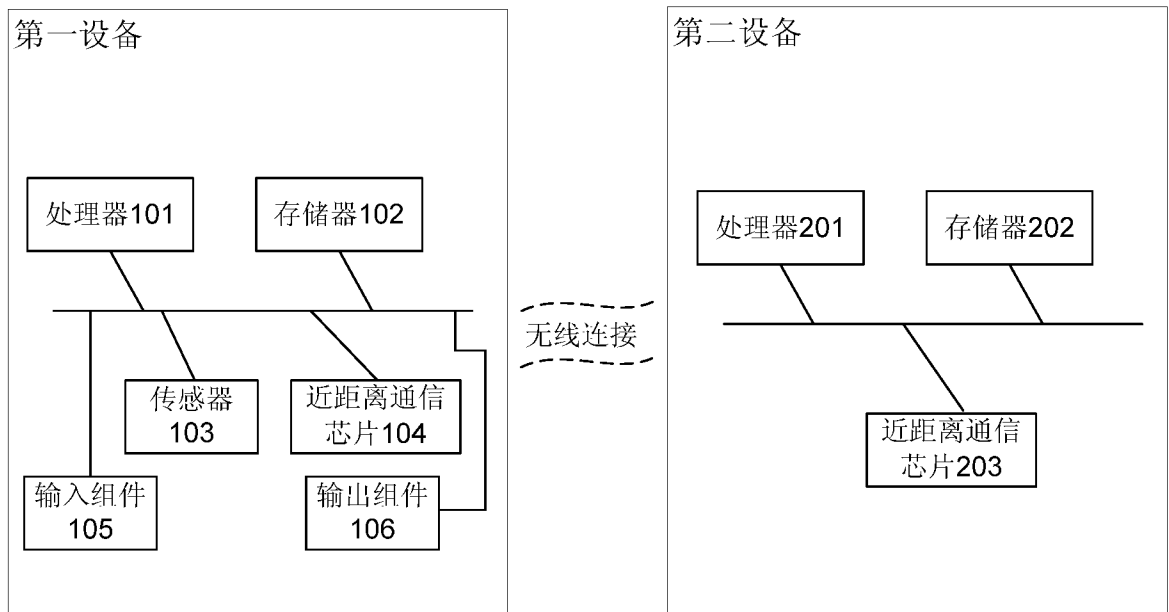 第一设备
处理器101
存储器102
传感器
103
近距离通信
芯片104
输入组件
105
输出组件
106
无线连接
第二设备
处理器201
存储器202
近距离通信
芯片203